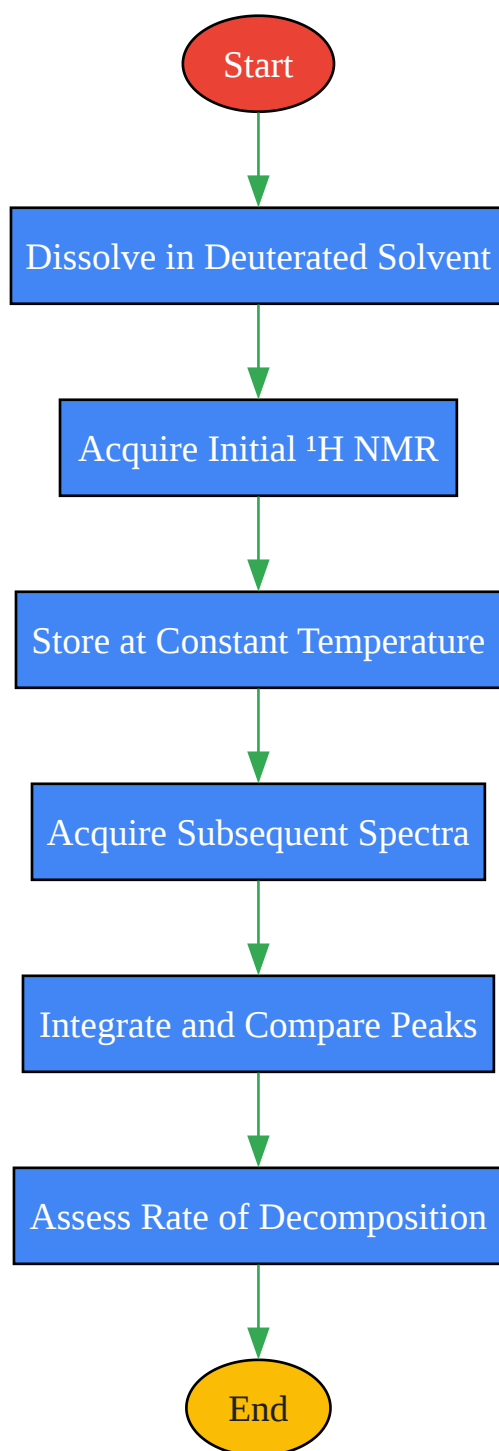 Start
Dissolve in Deuterated Solvent
Acquire Initial ¹H NMR
Store at Constant Temperature
Acquire Subsequent Spectra
Integrate and Compare Peaks
Assess Rate of Decomposition
End